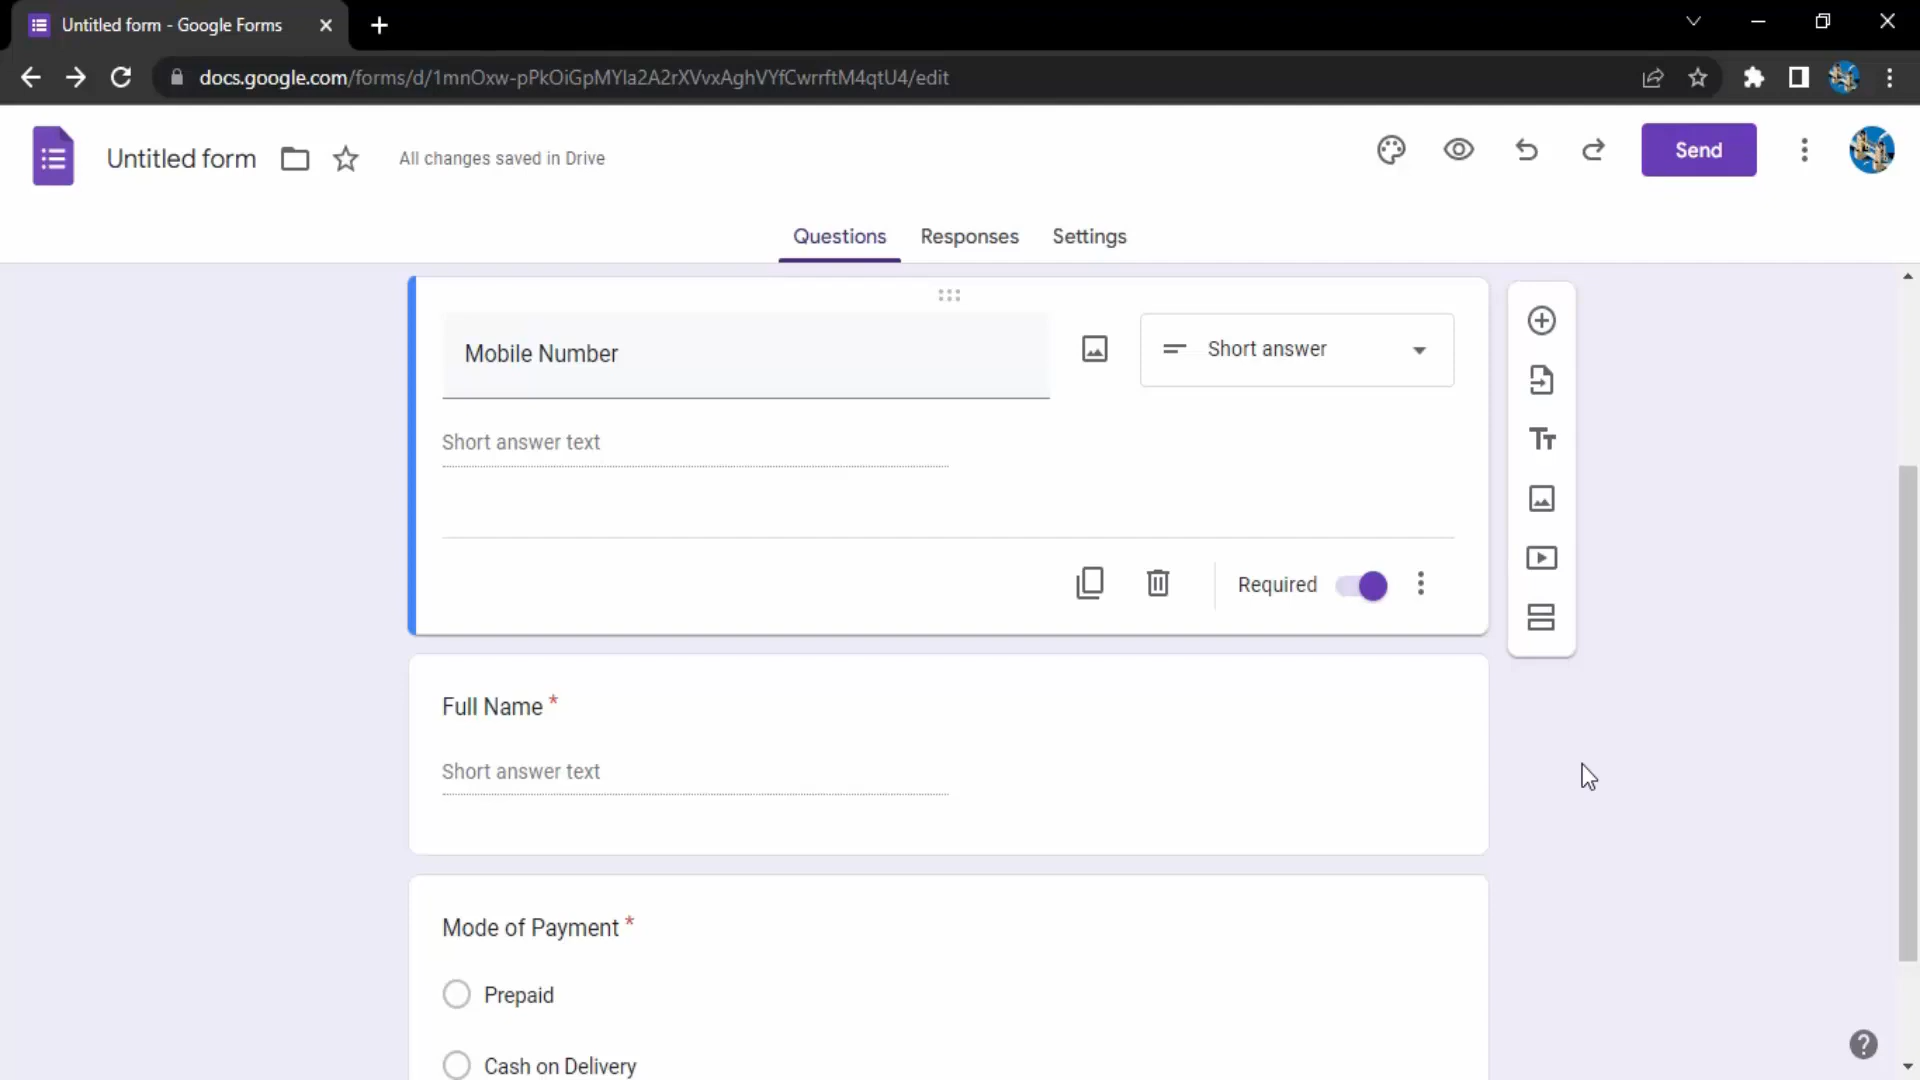 Untitled form - Google Forms
docs.google.com/forms/d/1mnOxw-pPkOiGpMYla2A2rXVvxAghVYfCwrrftM4qtU4/edit
Untitled form
All changes saved in Drive
Send
Questions
Responses
Settings
Mobile Number
Short answer
Short answer text
Required
Full Name *
Short answer text
Mode of Payment *
Prepaid
Cash on Delivery